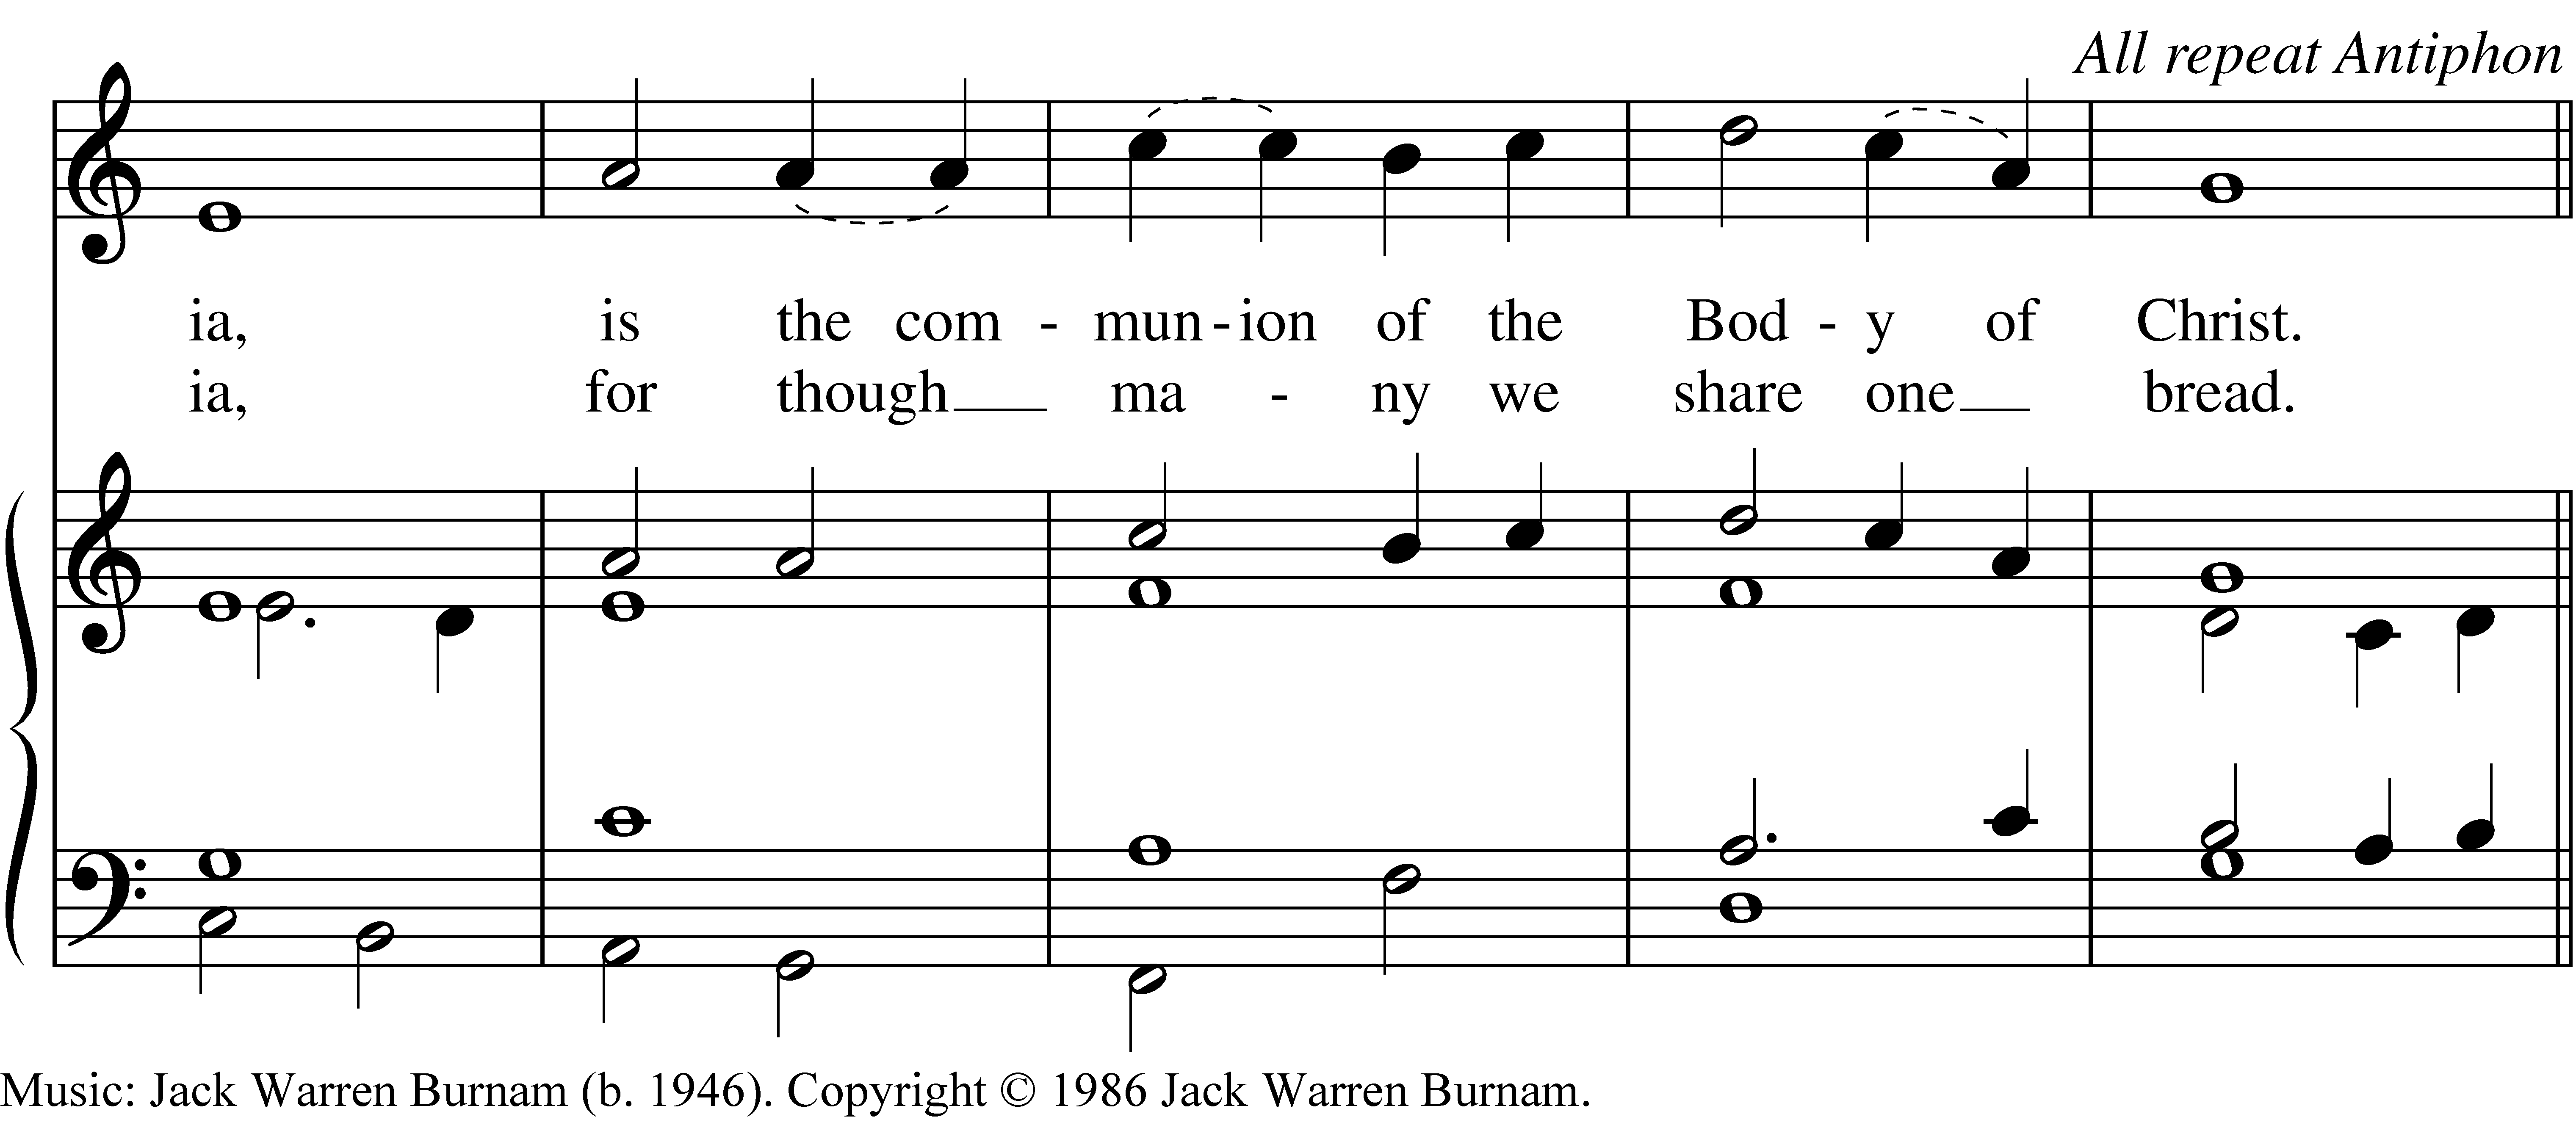 All repeat Antiphon
ia, is the com - mun - ion of the Bod - y of Christ.
ia, for though ma - ny we share one bread.
Music: Jack Warren Burnam (b. 1946). Copyright © 1986 Jack Warren Burnam.